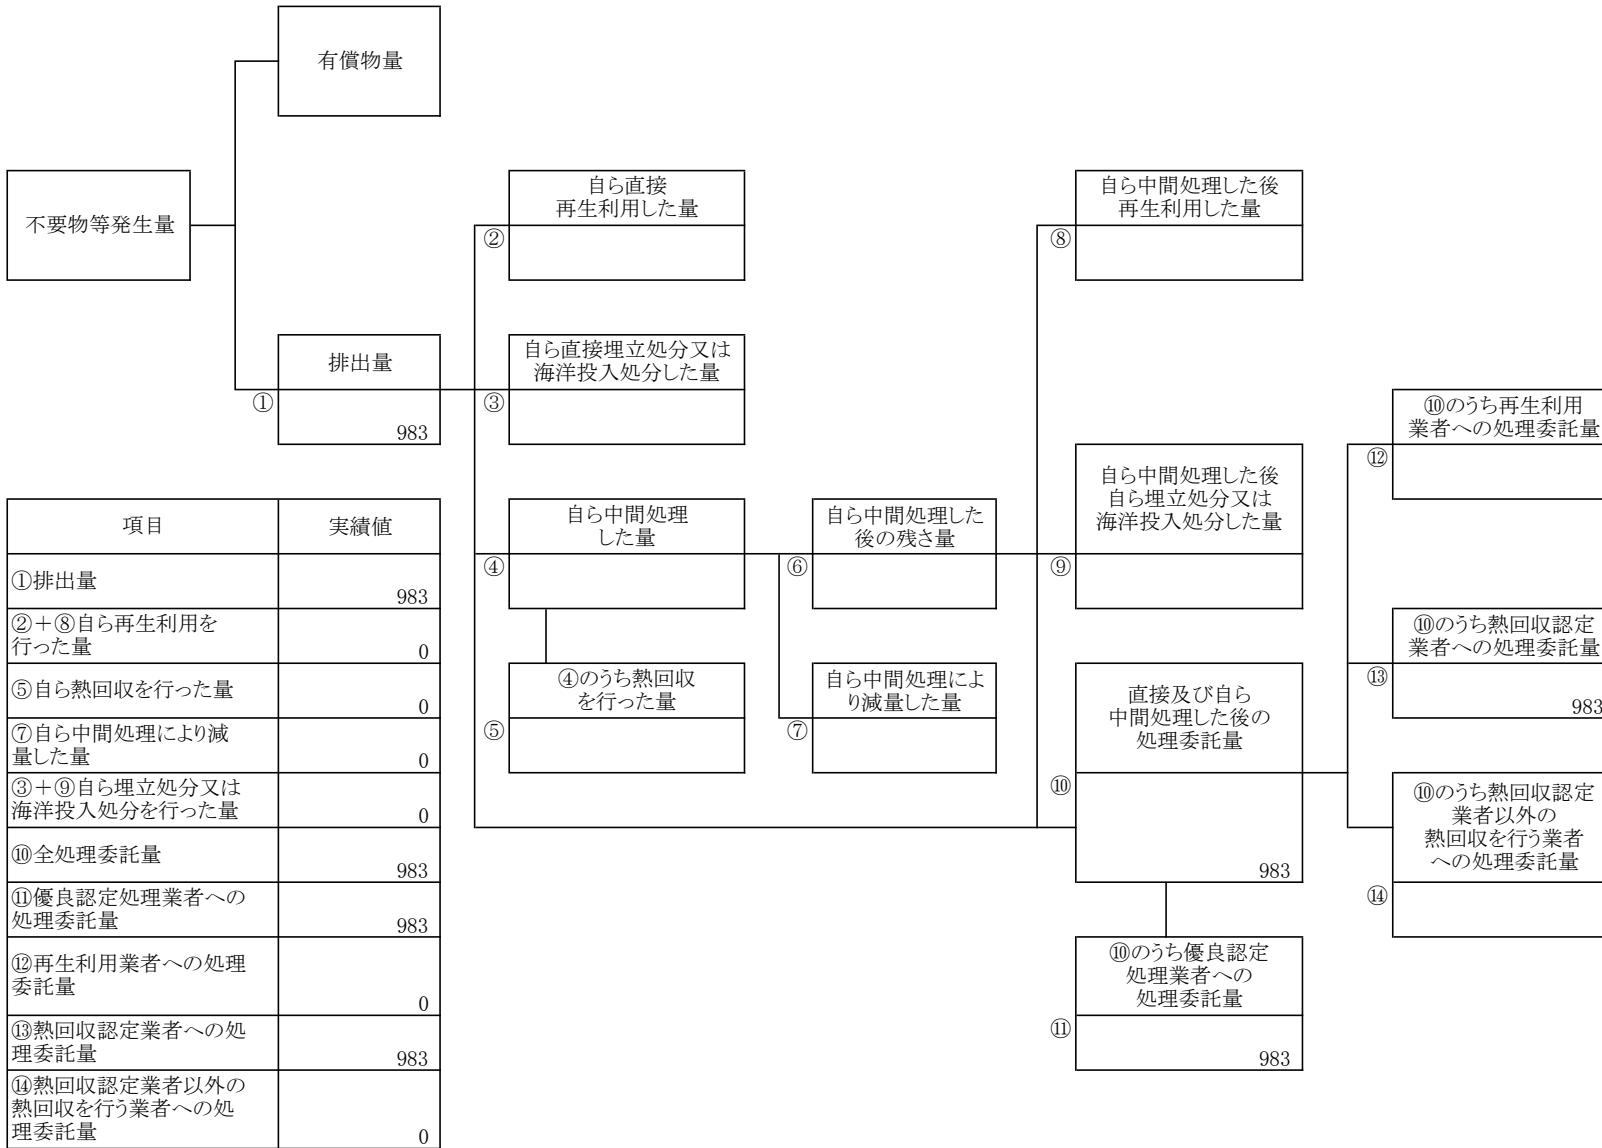 有償物量
不要物等発生量
自ら直接
再生利用した量
②
自ら中間処理した後
再生利用した量
⑧
排出量
①
983
自ら直接埋立処分又は
海洋投入処分した量
③
⑩のうち再生利用
業者への処理委託量
⑫
自ら中間処理
した量
④
自ら中間処理した
後の残さ量
⑥
自ら中間処理した後
自ら埋立処分又は
海洋投入処分した量
⑨
④のうち熱回収
を行った量
⑤
自ら中間処理によ
り減量した量
⑦
直接及び自ら
中間処理した後の
処理委託量
⑩
983
⑩のうち熱回収認定
業者への処理委託量
⑬
983
⑩のうち熱回収認定
業者以外の
熱回収を行う業者
への処理委託量
⑭
⑩のうち優良認定
処理業者への
処理委託量
⑪
983
項目 実績値
①排出量
983
②+⑧自ら再生利用を
行った量
0
⑤自ら熱回収を行った量
0
⑦自ら中間処理により減
量した量
0
③+⑨自ら埋立処分又は
海洋投入処分を行った量
0
⑩全処理委託量
983
⑪優良認定処理業者への
処理委託量
983
⑫再生利用業者への処理
委託量
0
⑬熱回収認定業者への処
理委託量
983
⑭熱回収認定業者以外の
熱回収を行う業者への処
理委託量
0